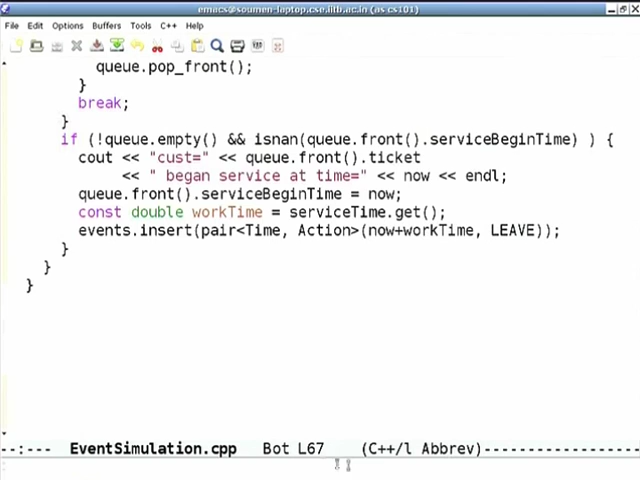 emacs@soumen-laptop.cse.iitb.ac.in (as cs101)
File Edit Options Buffers Tools C++ Help
queue.pop_front();
}
break;
}
if (!queue.empty() && isnan(queue.front().serviceBeginTime) ) {
cout << "cust=" << queue.front().ticket
<< " began service at time=" << now << endl;
queue.front().serviceBeginTime = now;
const double workTime = serviceTime.get();
events.insert(pair<Time, Action>(now+workTime, LEAVE));
}
}
}
--:--- EventSimulation.cpp Bot L67 (C++/l Abbrev)-----------------